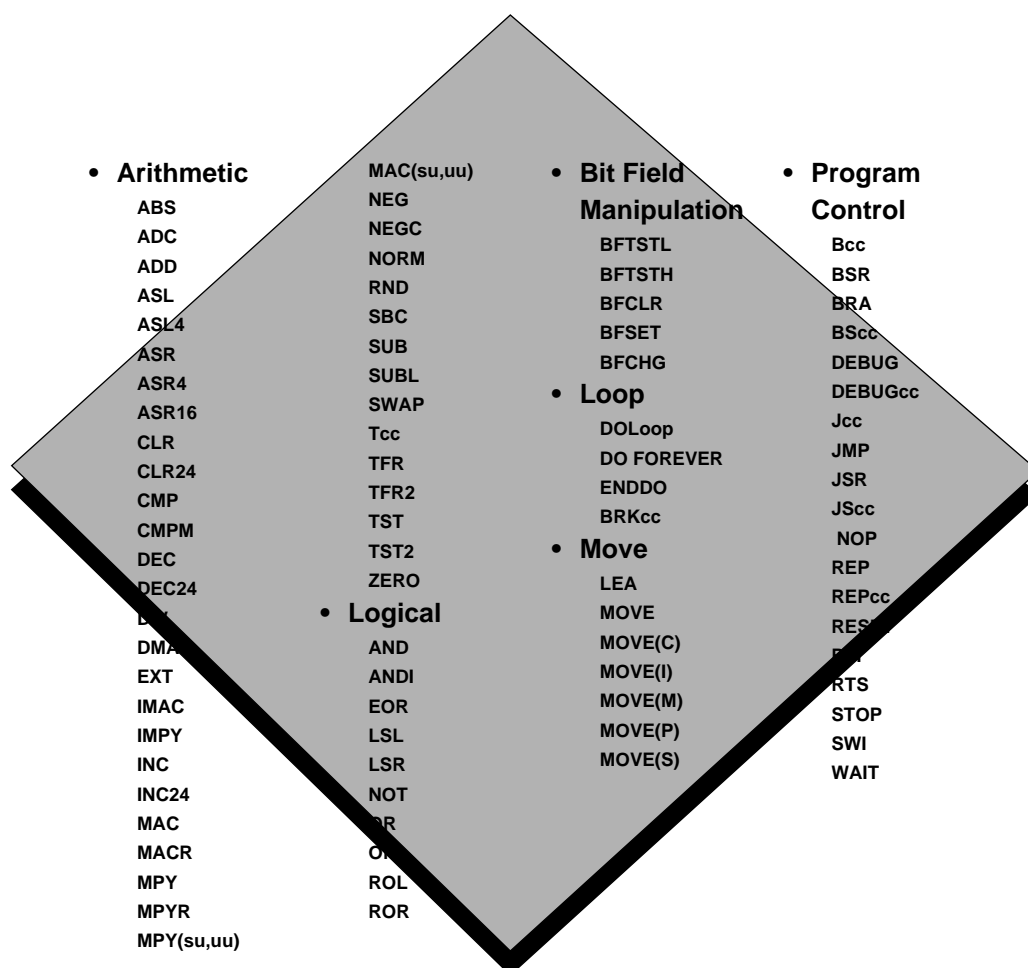 • Arithmetic
ABS
ADC
ADD
ASL
ASL4
ASR
ASR4
ASR16
CLR
CLR24
CMP
CMPM
DEC
DEC24
EXT
IMAC
IMPY
INC
INC24
MAC
MACR
MPY
MPYR
MPY(su,uu)
MAC(su,uu)
NEG
NEGC
NORM
RND
SBC
SUB
SUBL
SWAP
Tcc
TFR
TFR2
TST
TST2
ZERO
• Logical
AND
ANDI
EOR
LSL
LSR
NOT
OR
ROL
ROR
• Bit Field
Manipulation
BFTSTL
BFTSTH
BFCLR
BFSET
BFCHG
• Loop
DOLoop
DO FOREVER
ENDDO
BRKcc
• Move
LEA
MOVE
MOVE(C)
MOVE(I)
MOVE(M)
MOVE(P)
MOVE(S)
• Program
Control
Bcc
BSR
BRA
BScc
DEBUG
DEBUGcc
Jcc
JMP
JSR
JScc
NOP
REP
REPcc
RTS
STOP
SWI
WAIT